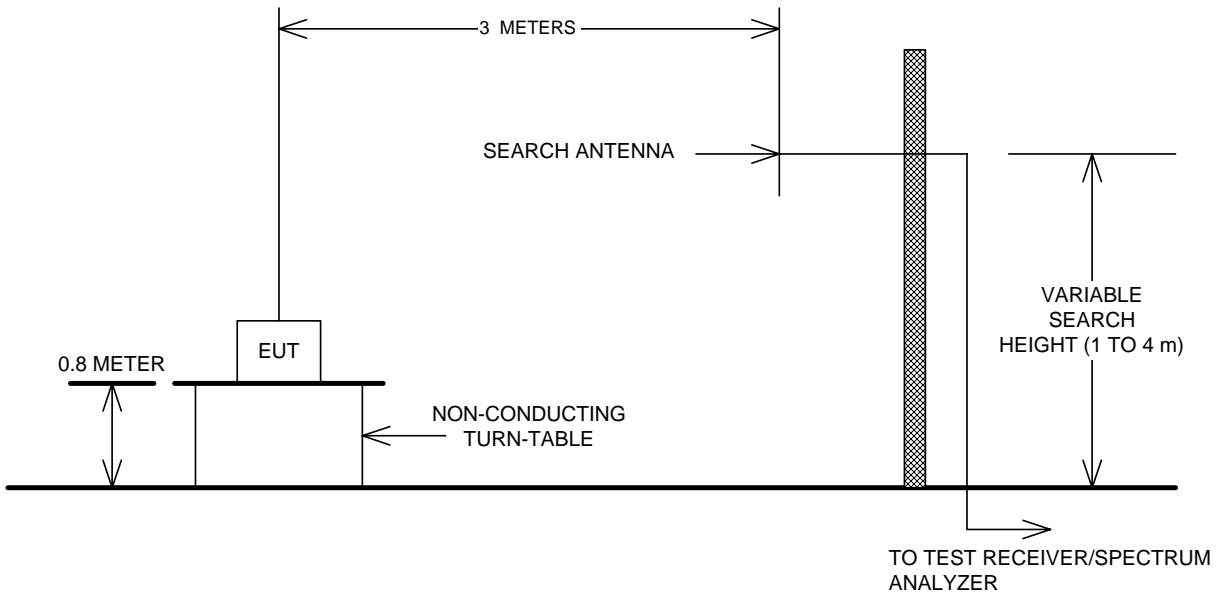 3 METERS
SEARCH ANTENNA
VARIABLE
SEARCH
HEIGHT (1 TO 4 m)
EUT
0.8 METER
NON-CONDUCTING
TURN-TABLE
TO TEST RECEIVER/SPECTRUM
ANALYZER